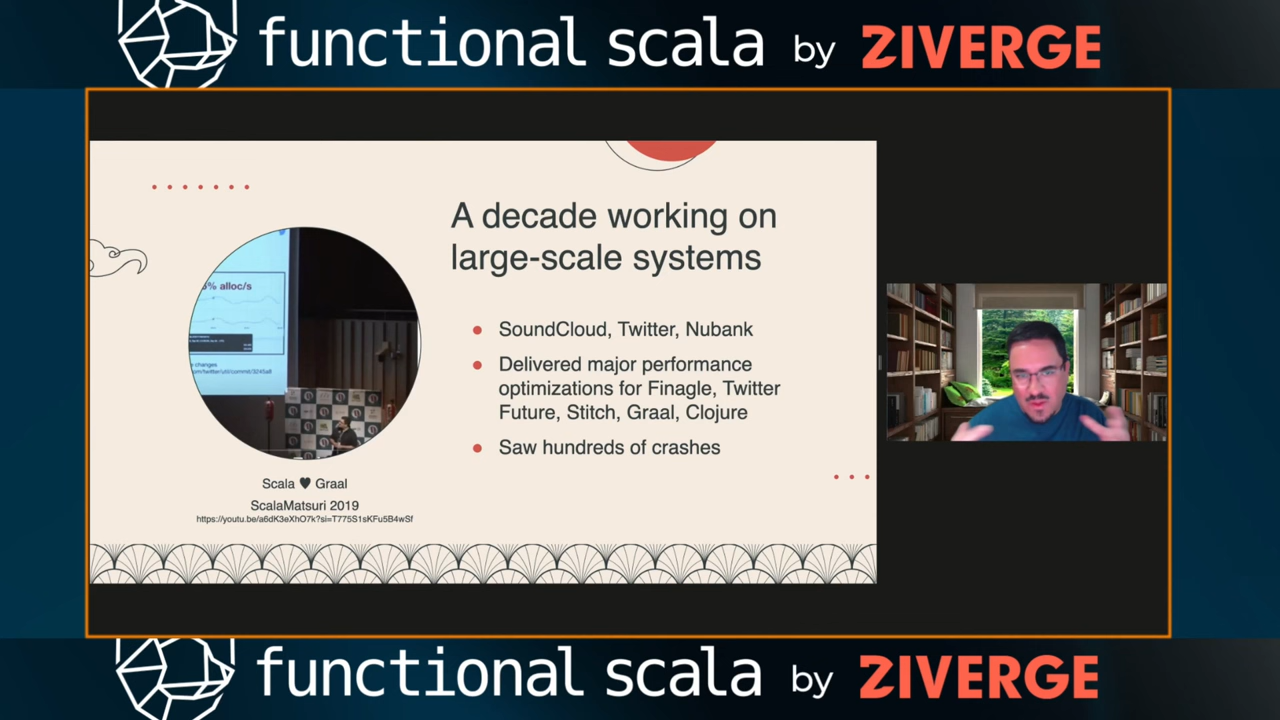 functional scala by ZIVERGE
A decade working on
large-scale systems
SoundCloud, Twitter, Nubank
Delivered major performance
optimizations for Finagle, Twitter
Future, Stitch, Graal, Clojure
Saw hundreds of crashes
% alloc/s
changes
Scala ♥ Graal
ScalaMatsuri 2019
https://youtu.be/a6dK3eXhO7k?si=T775S1sKFu5B4wSf
functional scala by ZIVERGE